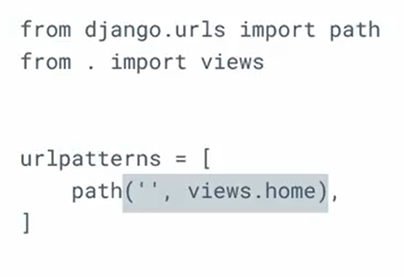 from django.urls import path
from . import views
urlpatterns = [
    path('', views.home),
]